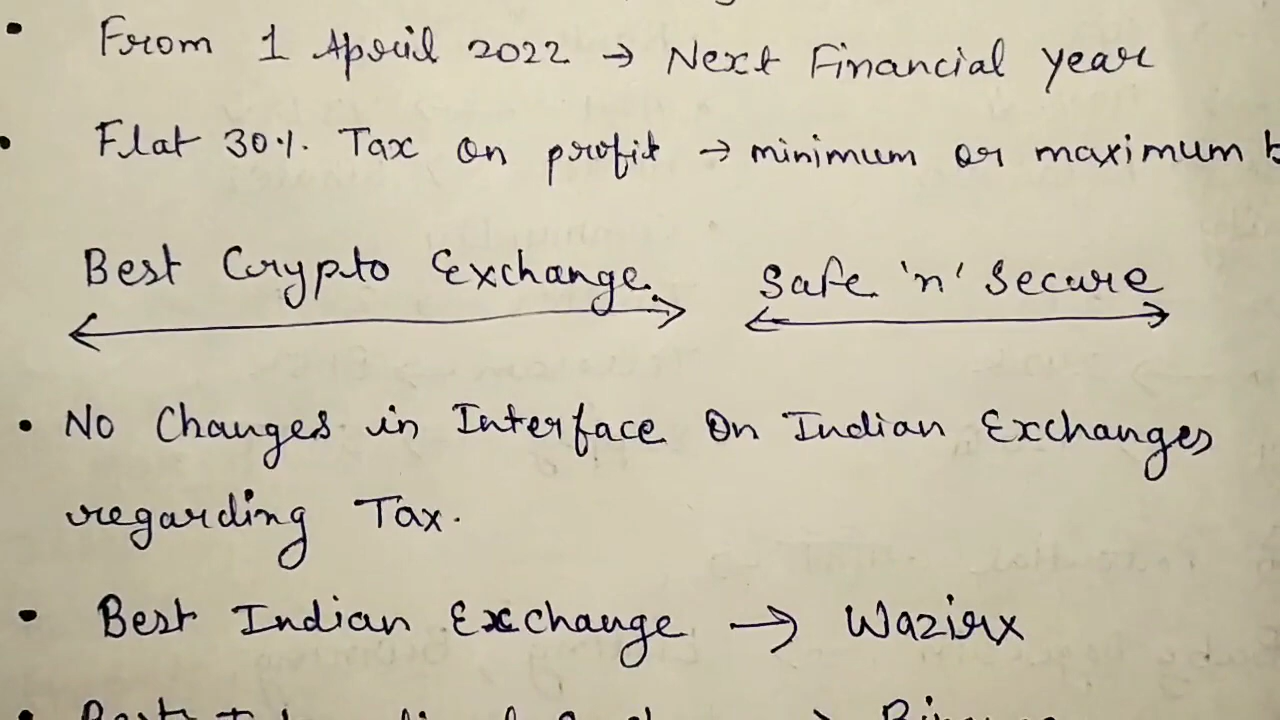 From 1 April 2022 → Next Financial year
Flat 30% Tax on profit → minimum or maximum
Best Crypto Exchange. Safe 'n' Secure
• No Changes in Interface On Indian Exchanges
regarding Tax.
• Best Indian Exchange → Wazirx